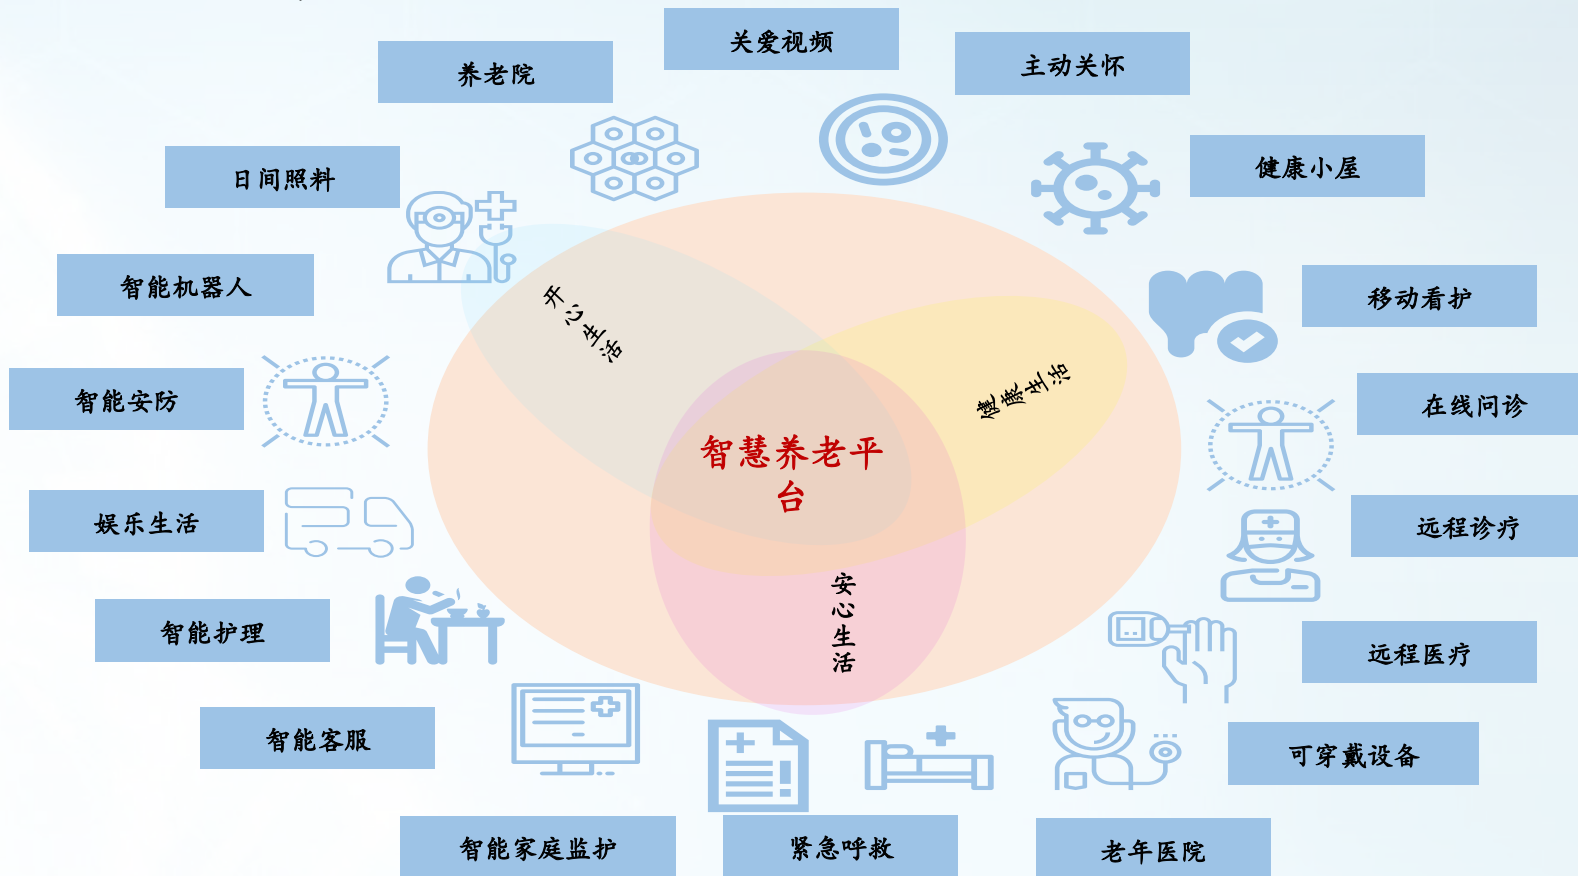 关爱视频
主动关怀
养老院
健康小屋
日间照料
智能机器人
移动看护
开心生活
健康生活
智能安防
在线问诊
智慧养老平
台
娱乐生活
远程诊疗
安心生活
智能护理
远程医疗
智能客服
可穿戴设备
智能家庭监护
紧急呼救
老年医院